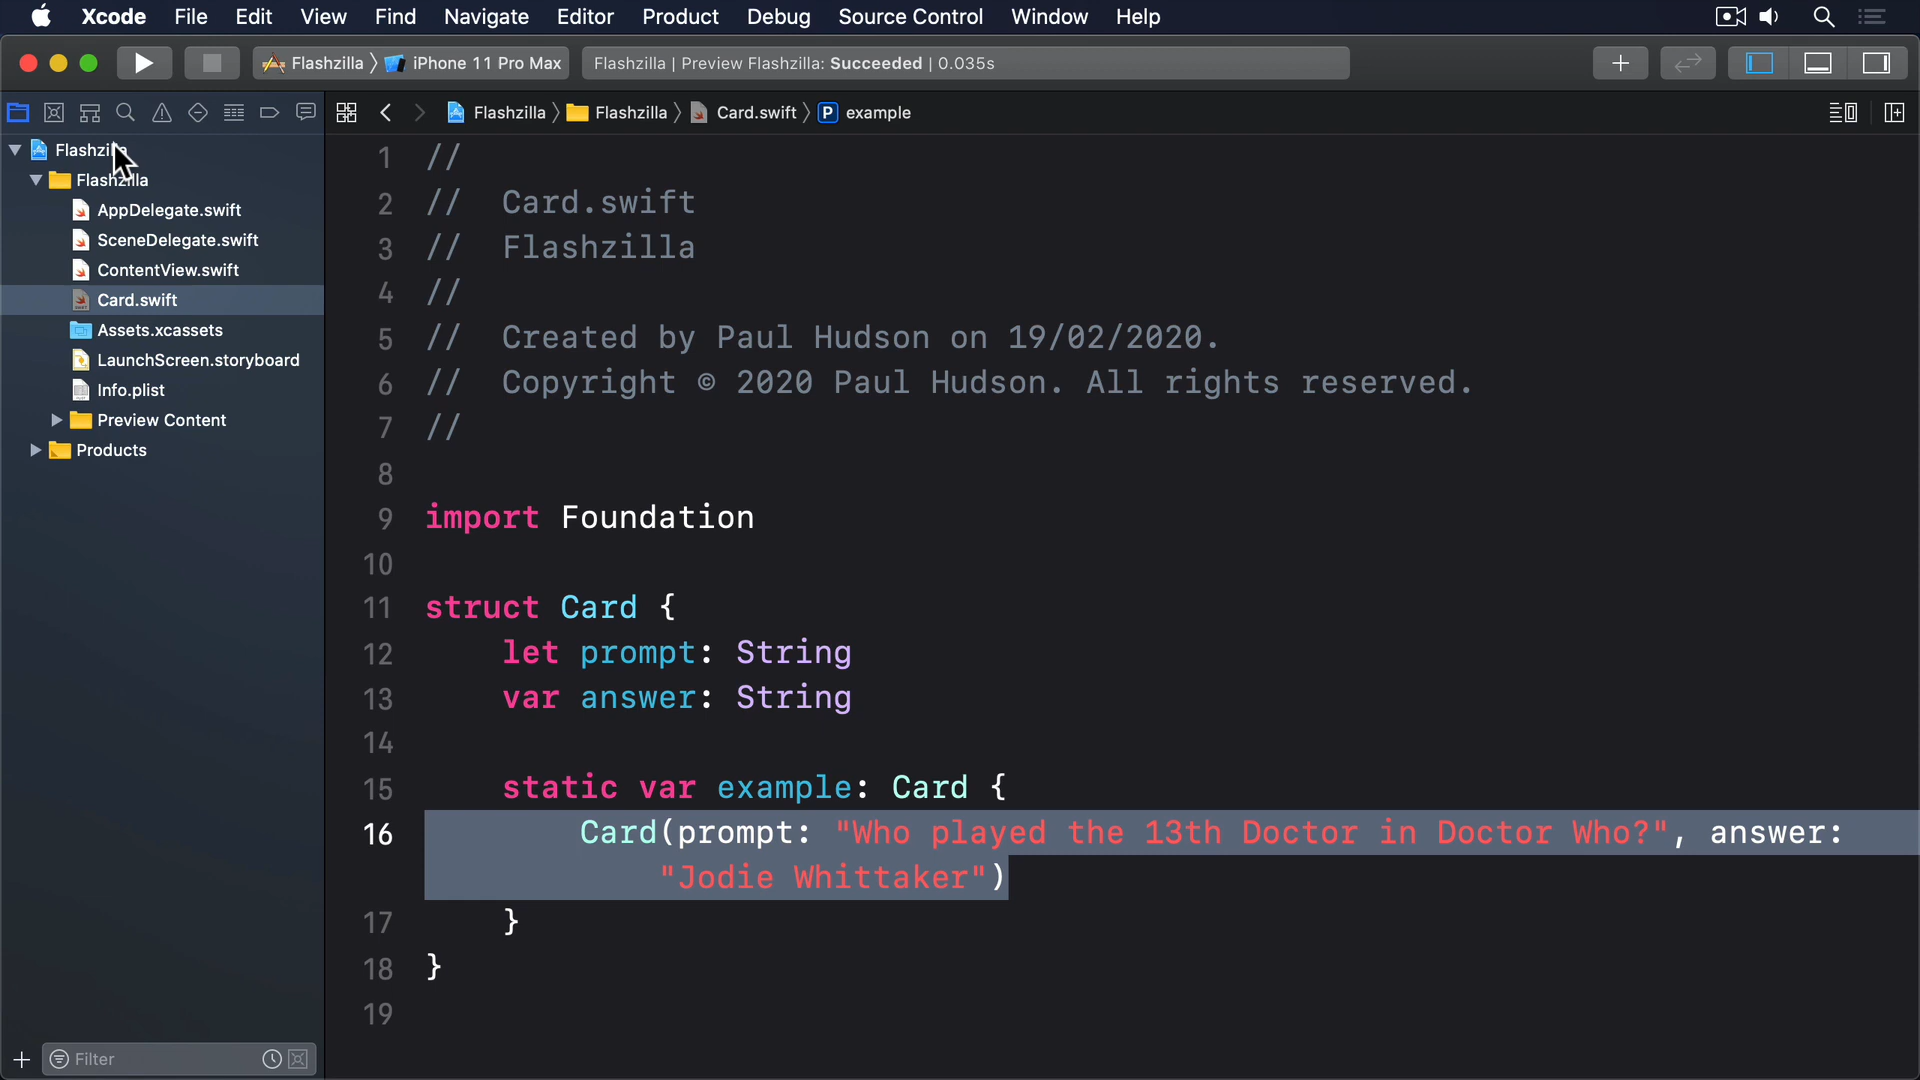 Xcode File Edit View Find Navigate Editor Product Debug Source Control Window Help
Flashzilla iPhone 11 Pro Max
Flashzilla | Preview Flashzilla: Succeeded | 0.035s
Flashzilla Flashzilla Card.swift P example
Flashzilla
Flashzilla
AppDelegate.swift
SceneDelegate.swift
ContentView.swift
Card.swift
Assets.xcassets
LaunchScreen.storyboard
Info.plist
Preview Content
Products
Filter
1 //
2 //  Card.swift
3 //  Flashzilla
4 //
5 //  Created by Paul Hudson on 19/02/2020.
6 //  Copyright © 2020 Paul Hudson. All rights reserved.
7 //
8
9 import Foundation
10
11 struct Card {
12     let prompt: String
13     var answer: String
14
15     static var example: Card {
16         Card(prompt: "Who played the 13th Doctor in Doctor Who?", answer:
"Jodie Whittaker")
17     }
18 }
19